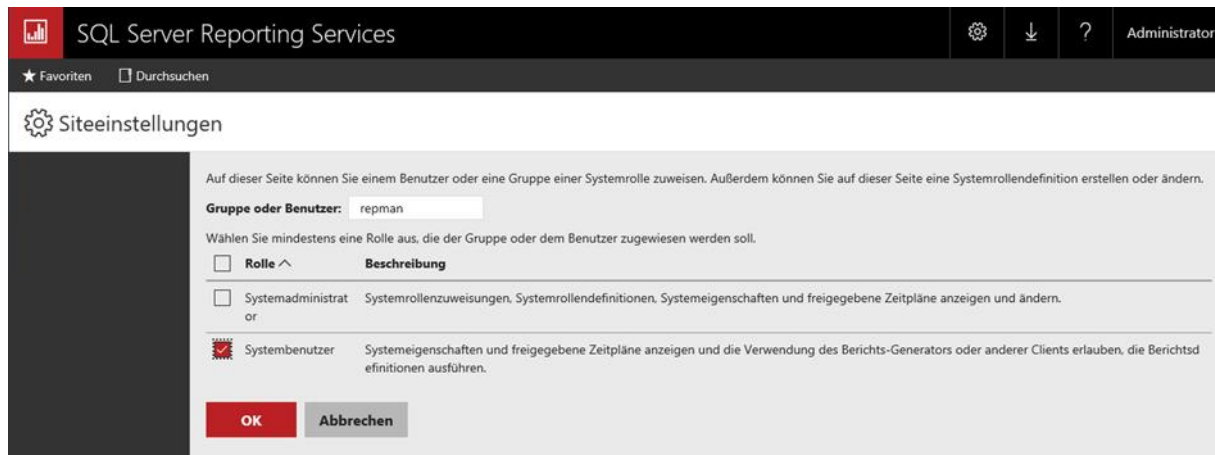 SQL Server Reporting Services
Administrator
Favoriten Durchsuchen
Siteeinstellungen
Auf dieser Seite können Sie einem Benutzer oder eine Gruppe einer Systemrolle zuweisen. Außerdem können Sie auf dieser Seite eine Systemrollendefinition erstellen oder ändern.
Gruppe oder Benutzer: repman
Wählen Sie mindestens eine Rolle aus, die der Gruppe oder dem Benutzer zugewiesen werden soll.
Rolle Beschreibung
Systemadministrat Systemrollenzuweisungen, Systemrollendefinitionen, Systemeigenschaften und freigegebene Zeitpläne anzeigen und ändern.
or
Systembenutzer Systemeigenschaften und freigegebene Zeitpläne anzeigen und die Verwendung des Berichts-Generators oder anderer Clients erlauben, die Berichtsd
efinitionen ausführen.
OK Abbrechen